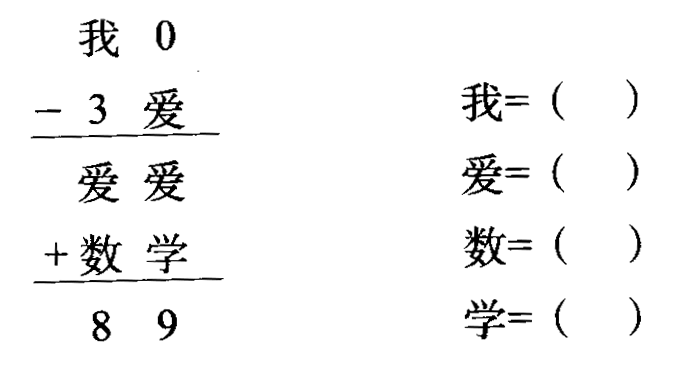 我 0
- 3 爱
爱 爱
+ 数 学
8 9
我=( )
爱=( )
数=( )
学=( )